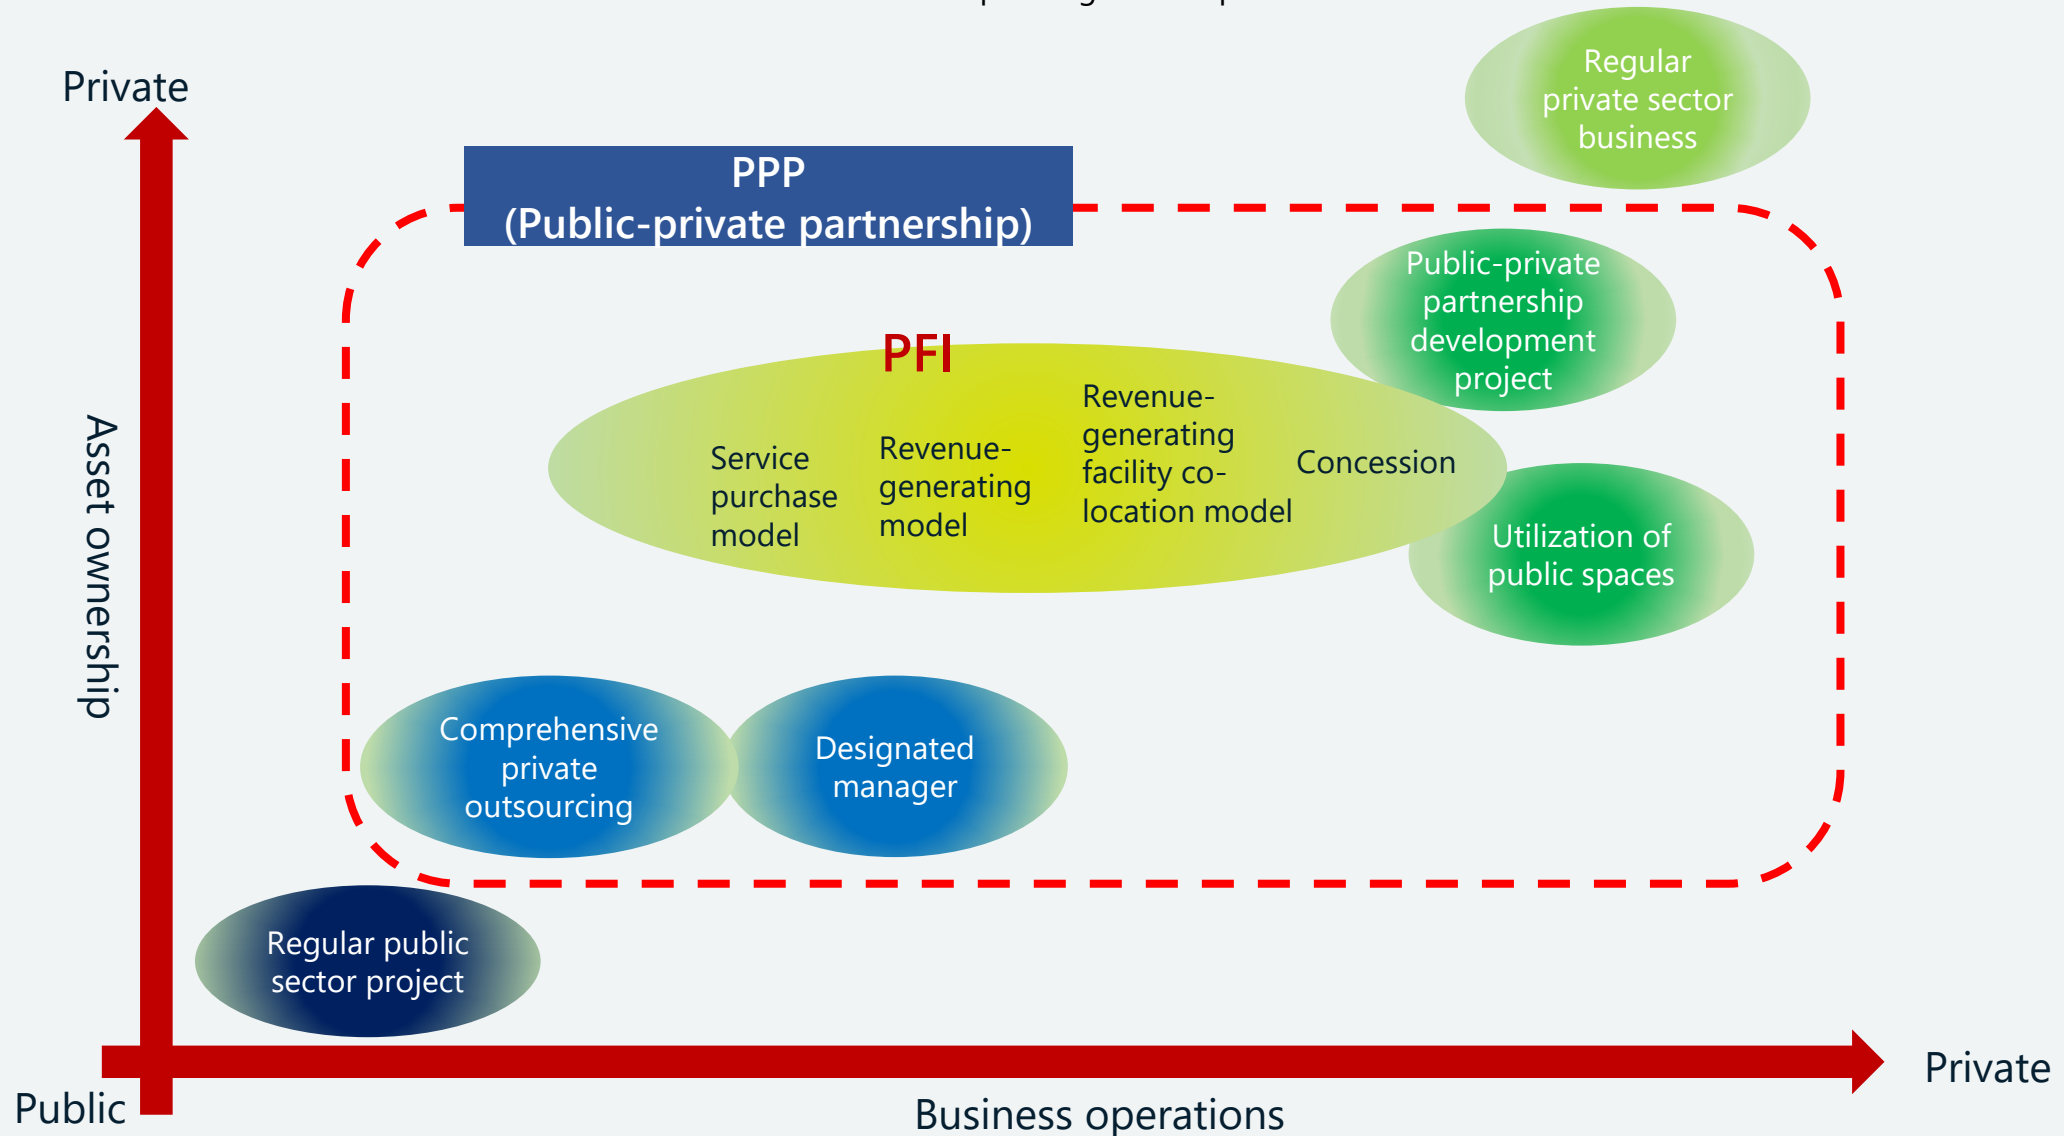 Regular
private sector
business
Private
PPP
(Public-private partnership)
Public-private
partnership
development
project
PFI
Service
purchase
model
Revenue-
generating
model
Revenue-
generating
facility co-
location model
Concession
Utilization of
public spaces
Asset ownership
Comprehensive
private
outsourcing
Designated
manager
Regular public
sector project
Private
Public
Business operations